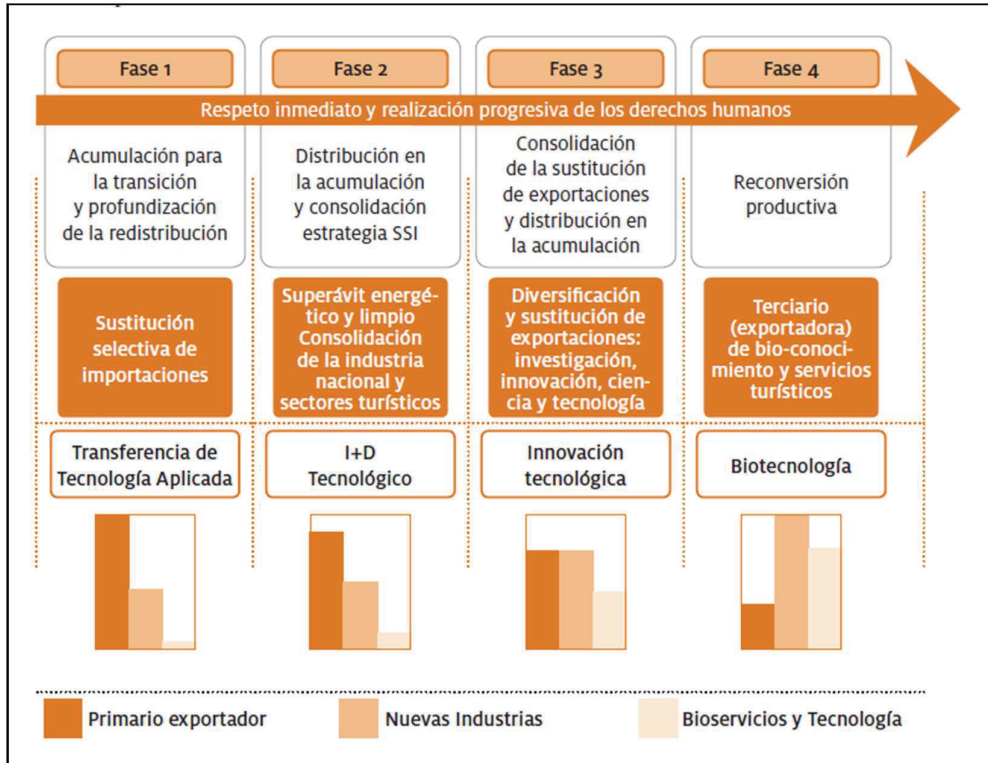 Fase 1
Fase 2
Fase 3
Fase 4
Respeto inmediato y realización progresiva de los derechos humanos
Acumulación para
la transición
y profundización
de la redistribución
Distribución en
la acumulación
y consolidación
estrategia SSI
Consolidación
de la sustitución
de exportaciones
y distribución en
la acumulación
Reconversión
productiva
Sustitución
selectiva de
importaciones
Superávit energé-
tico y limpio
Consolidación
de la industria
nacional y
sectores turísticos
Diversificación
y sustitución de
exportaciones:
investigación,
innovación, cien-
cia y tecnología
Terciario
(exportadora)
de bio-conoci-
miento y servicios
turísticos
Transferencia de
Tecnología Aplicada
I+D
Tecnológico
Innovación
tecnológica
Biotecnología
Primario exportador
Nuevas Industrias
Bioservicios y Tecnología